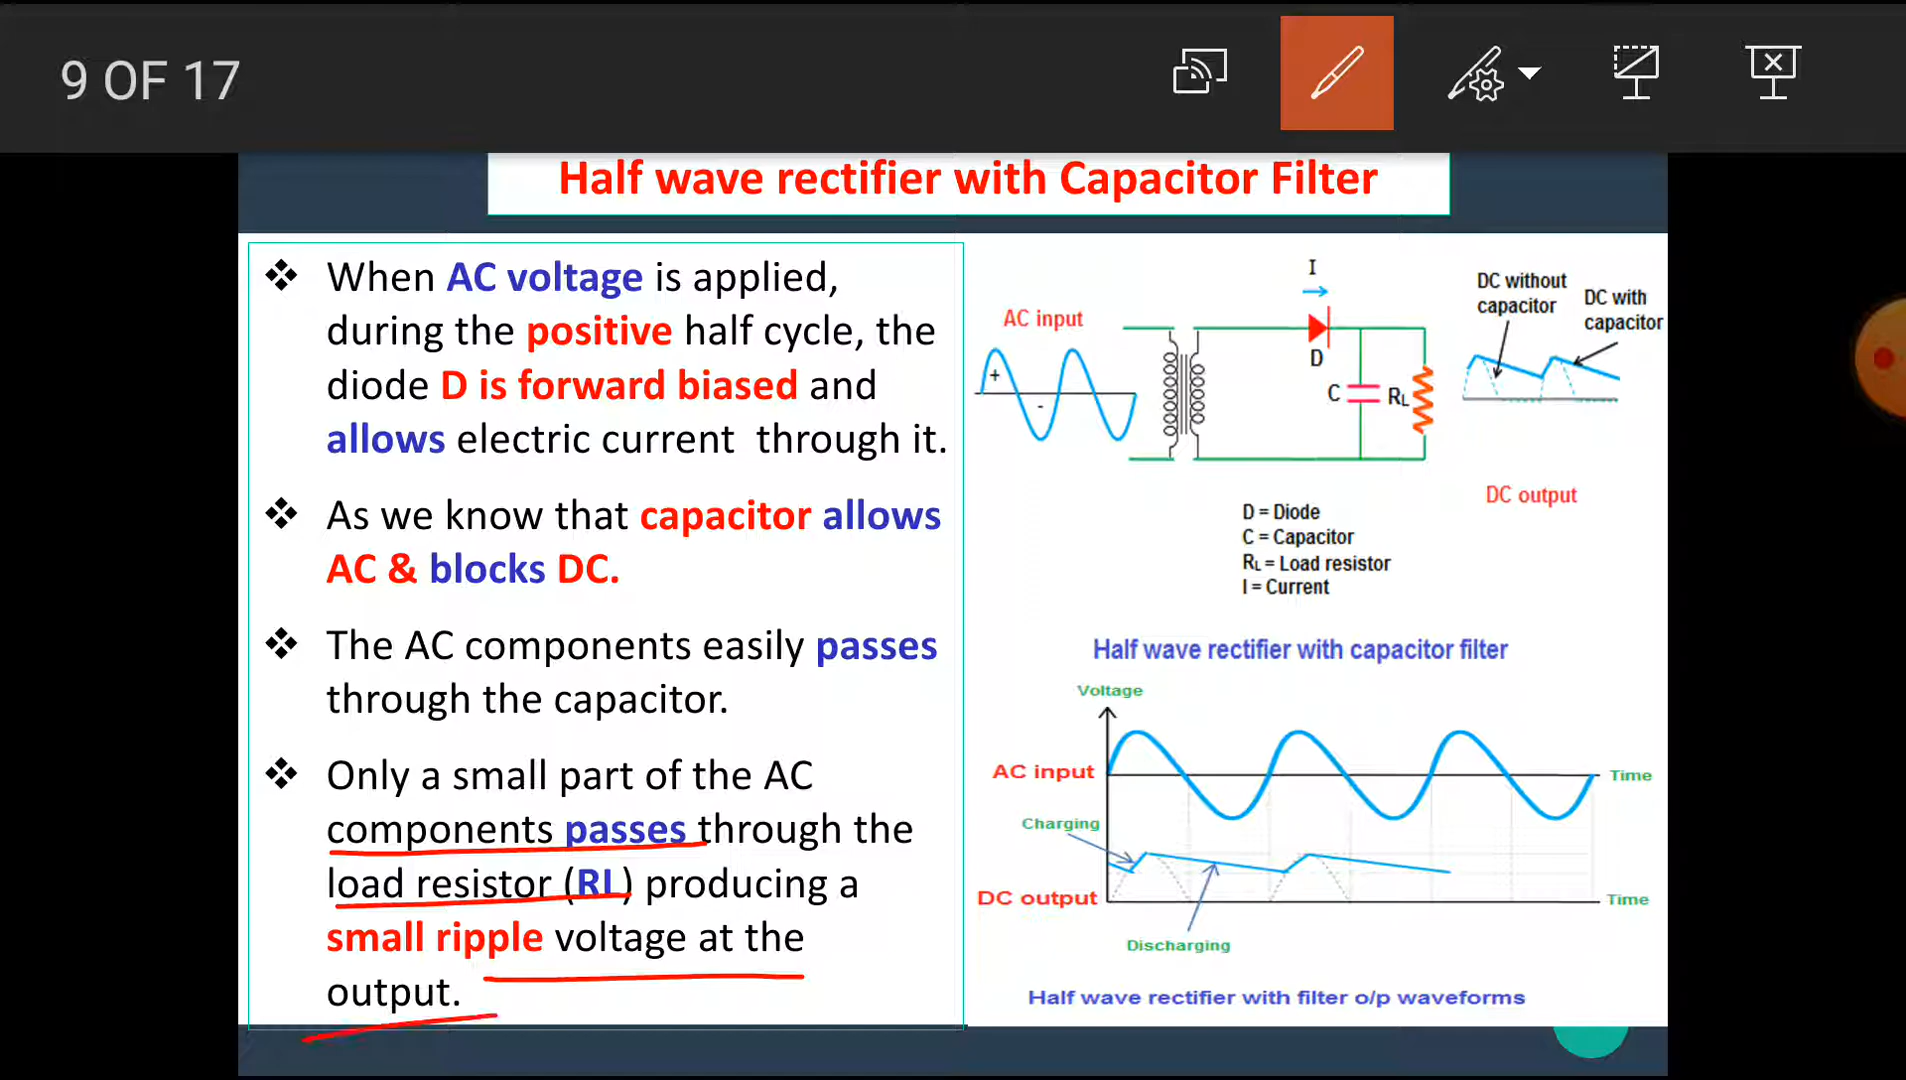 9 OF 17
Half wave rectifier with Capacitor Filter
When AC voltage is applied,
during the positive half cycle, the
diode D is forward biased and
allows electric current through it.
As we know that capacitor allows
AC & blocks DC.
The AC components easily passes
through the capacitor.
Only a small part of the AC
components passes through the
load resistor (RL) producing a
small ripple voltage at the
output.
AC input
+
-
I
D
C
RL
DC without
capacitor
DC with
capacitor
DC output
D = Diode
C = Capacitor
RL = Load resistor
I = Current
Half wave rectifier with capacitor filter
Voltage
AC input
Time
Charging
DC output
Time
Discharging
Half wave rectifier with filter o/p waveforms